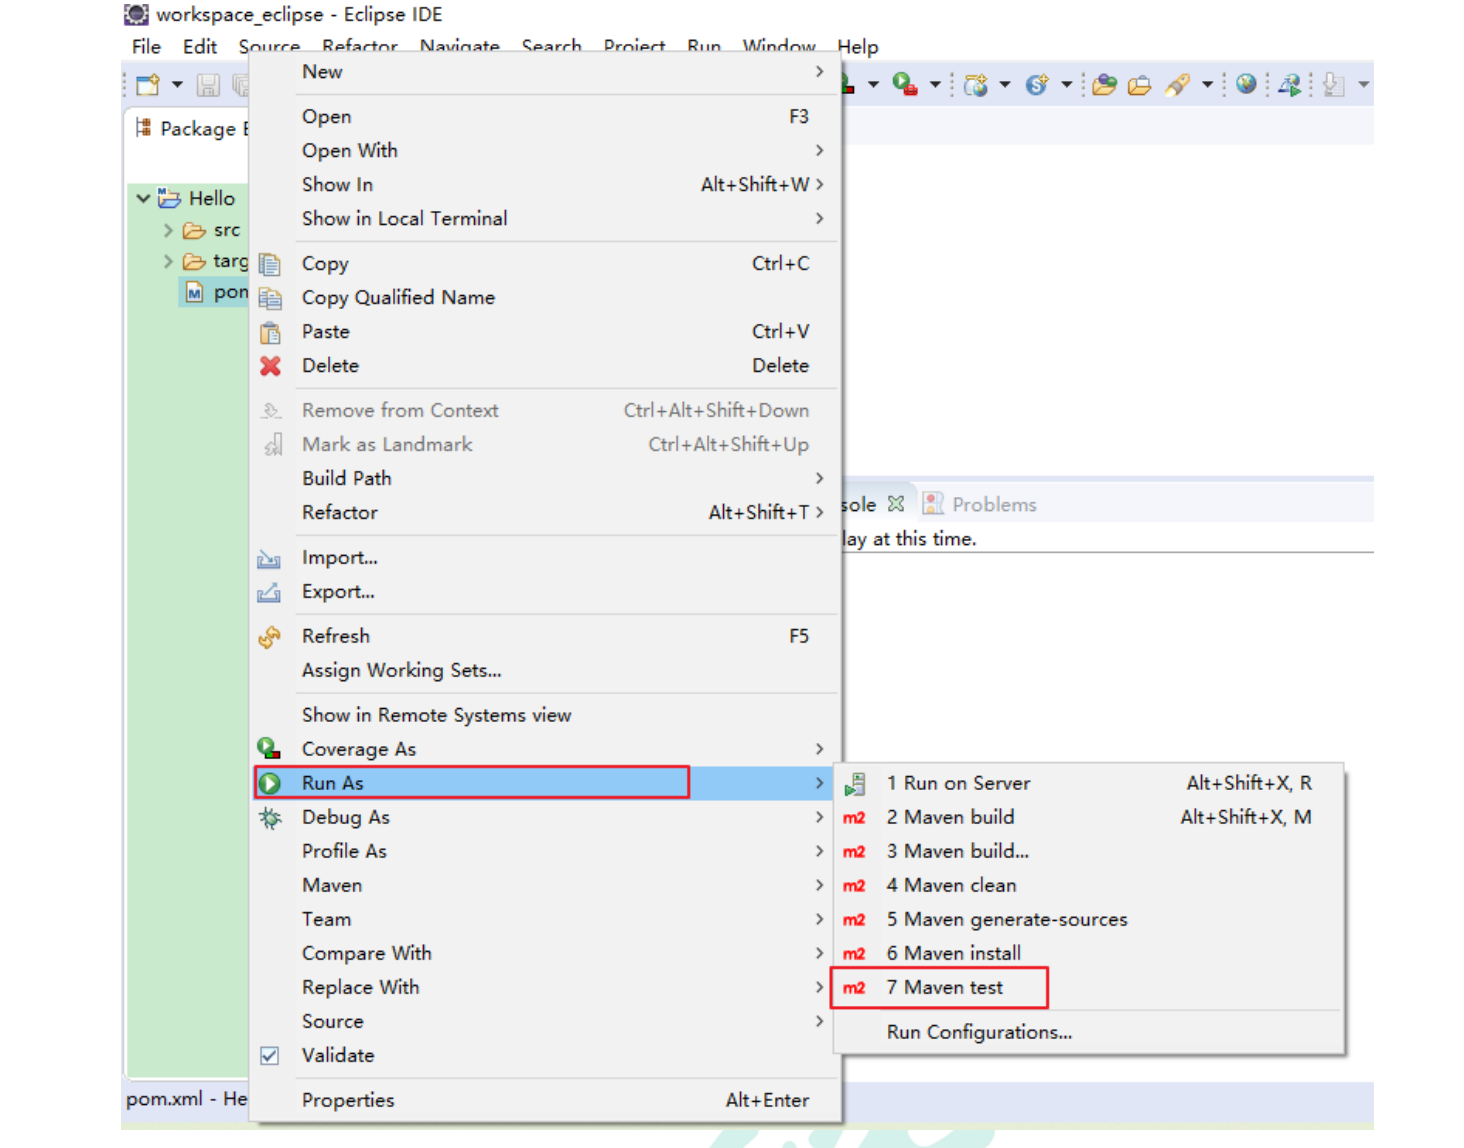 workspace_eclipse - Eclipse IDE
File Edit Source Refactor Navigate Search Project Run Window Help
Package
Hello
src
targ
pom
New
Open F3
Open With
Show In Alt+Shift+W
Show in Local Terminal
Copy Ctrl+C
Copy Qualified Name
Paste Ctrl+V
Delete Delete
Remove from Context Ctrl+Alt+Shift+Down
Mark as Landmark Ctrl+Alt+Shift+Up
Build Path
Refactor Alt+Shift+T
Import...
Export...
Refresh F5
Assign Working Sets...
Show in Remote Systems view
Coverage As
Run As
Debug As
Profile As
Maven
Team
Compare With
Replace With
Source
Validate
Properties Alt+Enter
sole Problems
lay at this time.
1 Run on Server Alt+Shift+X, R
m2 2 Maven build Alt+Shift+X, M
m2 3 Maven build...
m2 4 Maven clean
m2 5 Maven generate-sources
m2 6 Maven install
m2 7 Maven test
Run Configurations...
pom.xml - He